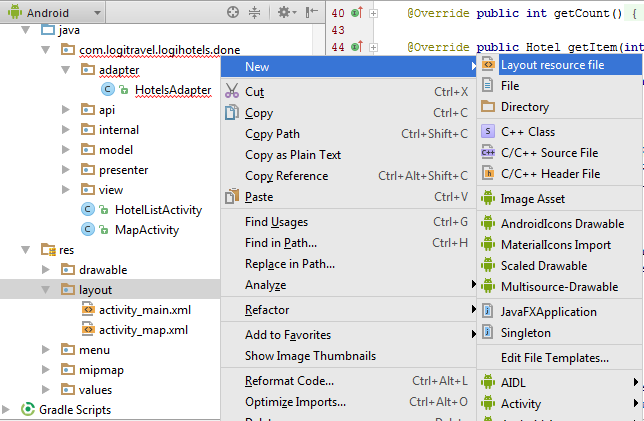 Android
java
com.logitravel.logihotels.done
adapter
HotelsAdapter
api
internal
model
presenter
view
HotelListActivity
MapActivity
res
drawable
layout
activity_main.xml
activity_map.xml
menu
mipmap
values
Gradle Scripts
40 @Override public int getCount() {
43
44 @Override public Hotel getItem(int
New
Cut Ctrl+X
Copy Ctrl+C
Copy Path Ctrl+Shift+C
Copy as Plain Text
Copy Reference Ctrl+Alt+Shift+C
Paste Ctrl+V
Find Usages Ctrl+G
Find in Path... Ctrl+H
Replace in Path...
Analyze
Refactor
Add to Favorites
Show Image Thumbnails
Reformat Code... Ctrl+Alt+L
Optimize Imports... Ctrl+Alt+O
Layout resource file
File
Directory
C++ Class
C/C++ Source File
C/C++ Header File
Image Asset
AndroidIcons Drawable
MaterialIcons Import
Scaled Drawable
Multisource-Drawable
JavaFXApplication
Singleton
Edit File Templates...
AIDL
Activity